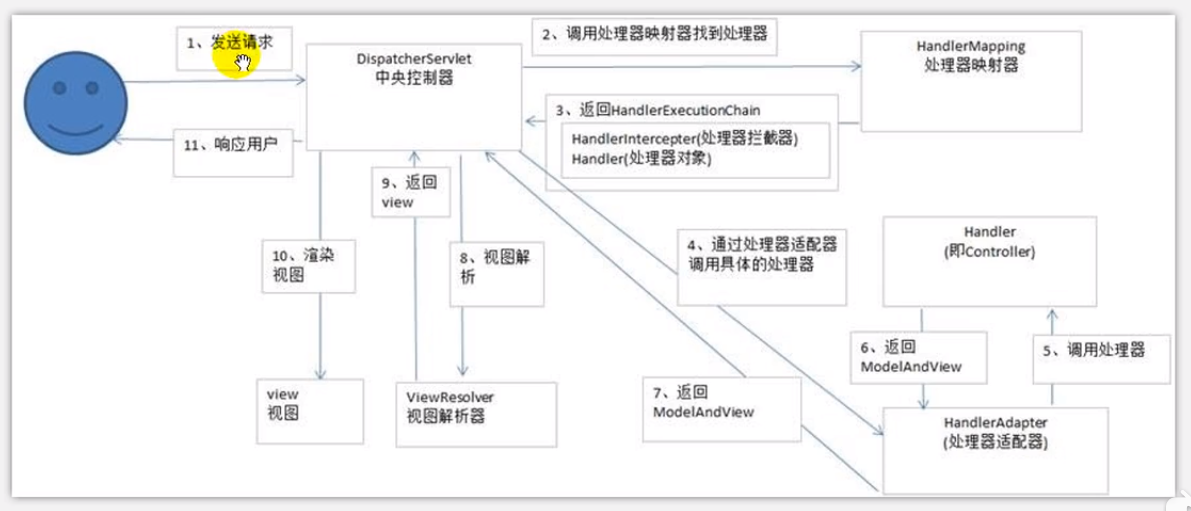 1、发送请求
DispatcherServlet
中央控制器
2、调用处理器映射器找到处理器
HandlerMapping
处理器映射器
3、返回HandlerExecutionChain
HandlerIntercepter(处理器拦截器)
Handler(处理器对象)
11、响应用户
9、返回
view
10、渲染
视图
8、视图解
析
4、通过处理器适配器
调用具体的处理器
Handler
(即Controller)
6、返回
ModelAndView
5、调用处理器
view
视图
ViewResolver
视图解析器
7、返回
ModelAndView
HandlerAdapter
(处理器适配器)